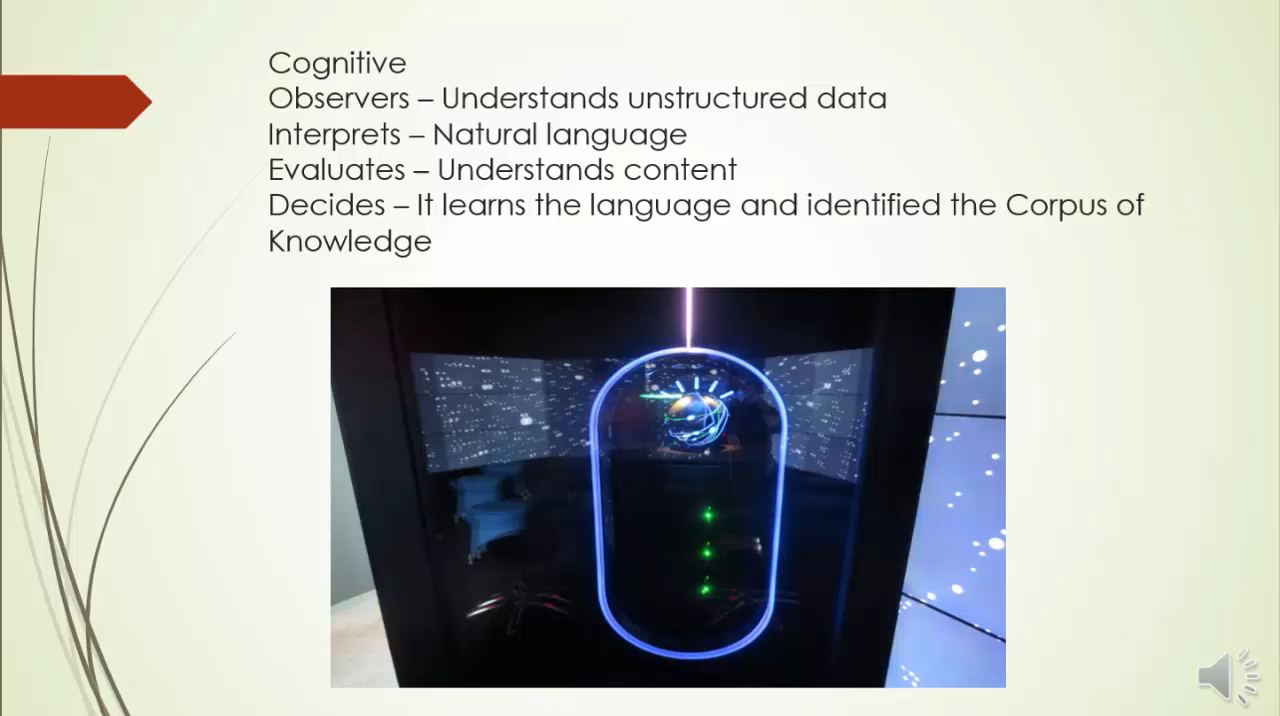 Cognitive
Observers – Understands unstructured data
Interprets – Natural language
Evaluates – Understands content
Decides – It learns the language and identified the Corpus of
Knowledge